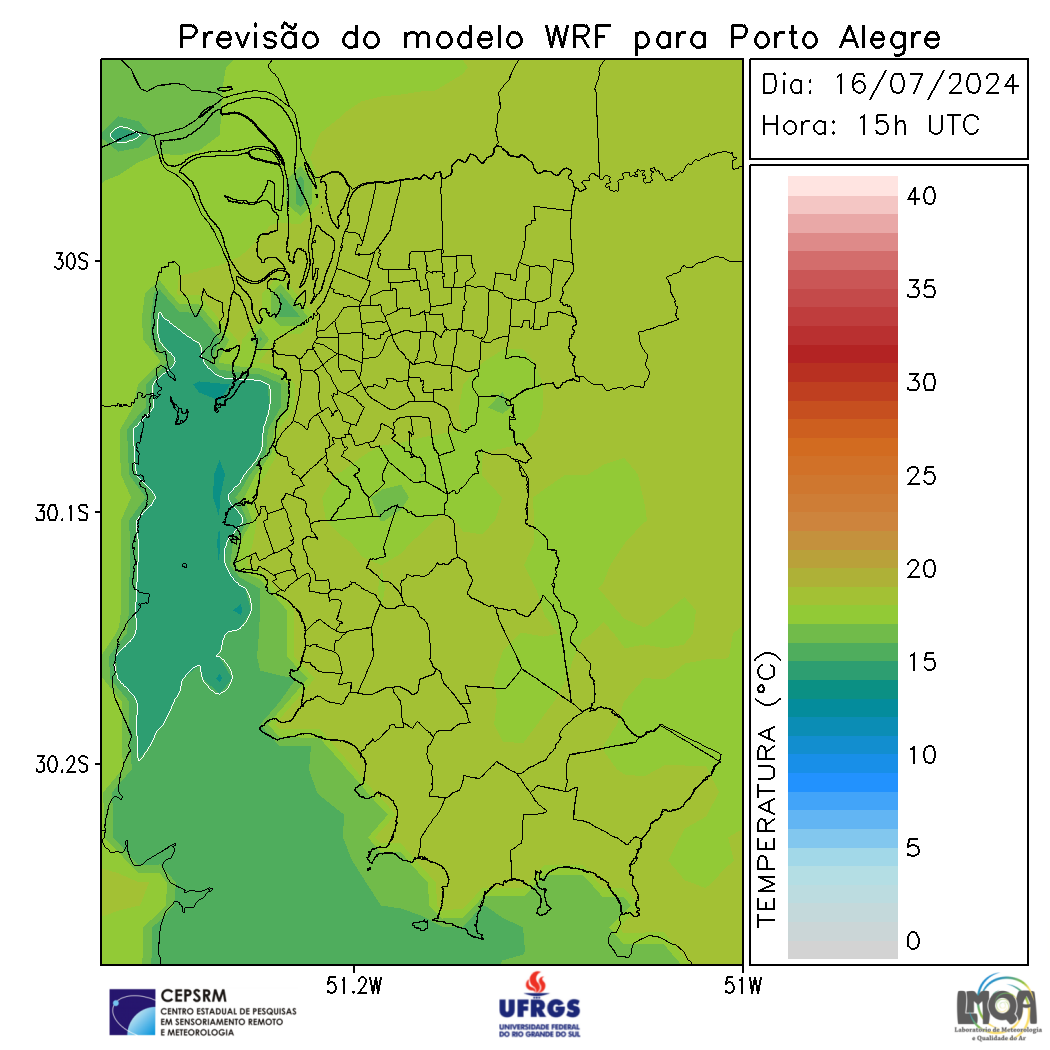 Previsão do modelo WRF para Porto Alegre
Dia: 16/07/2024
Hora: 15h UTC
40
35
30
25
20
15
10
5
0
TEMPERATURA (°C)
30S
30.1S
30.2S
51.2W
51W
CEPSRM
CENTRO ESTADUAL DE PESQUISAS
EM SENSORIAMENTO REMOTO
E METEOROLOGIA
UFRGS
UNIVERSIDADE FEDERAL
DO RIO GRANDE DO SUL
LMQA
Laboratório de Meteorologia
e Qualidade do Ar